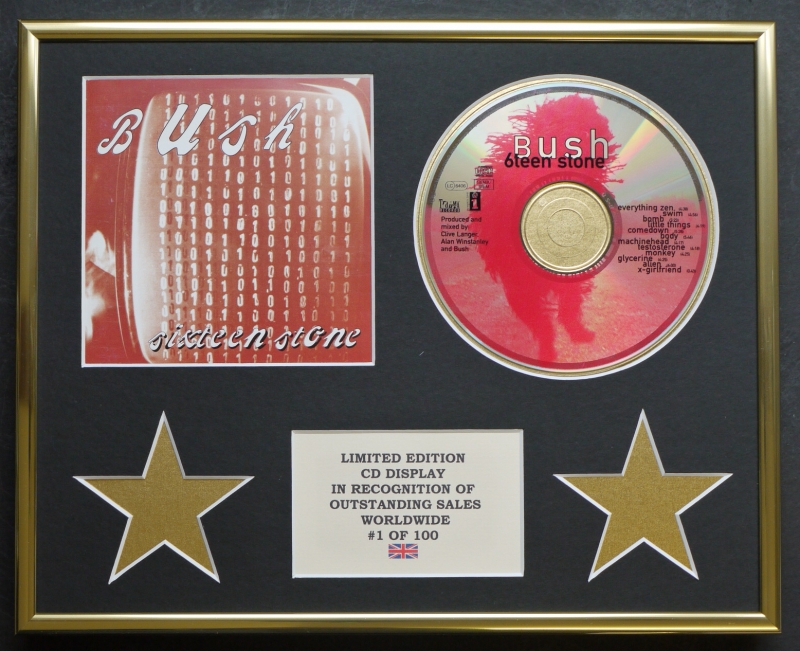 Bush
sixteen stone
Bush
6teen stone
Produced and
mixed by:
Clive Langer,
Alan Winstanley
and Bush
everything zen
swim
bomb
little things
comedown
body
machinehead
testosterone
monkey
glycerine
alien
x-girlfriend
LIMITED EDITION
CD DISPLAY
IN RECOGNITION OF
OUTSTANDING SALES
WORLDWIDE
#1 OF 100